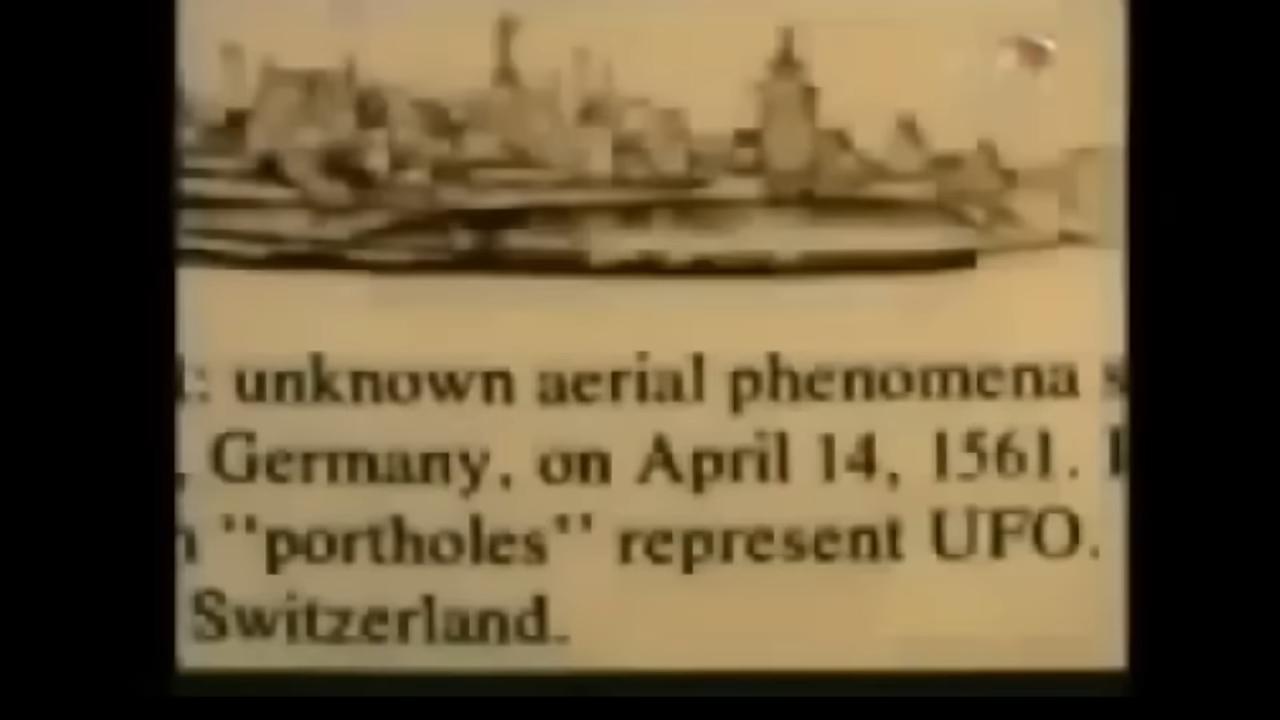 : unknown aerial phenomena
, Germany, on April 14, 1561.
"portholes" represent UFO.
Switzerland.